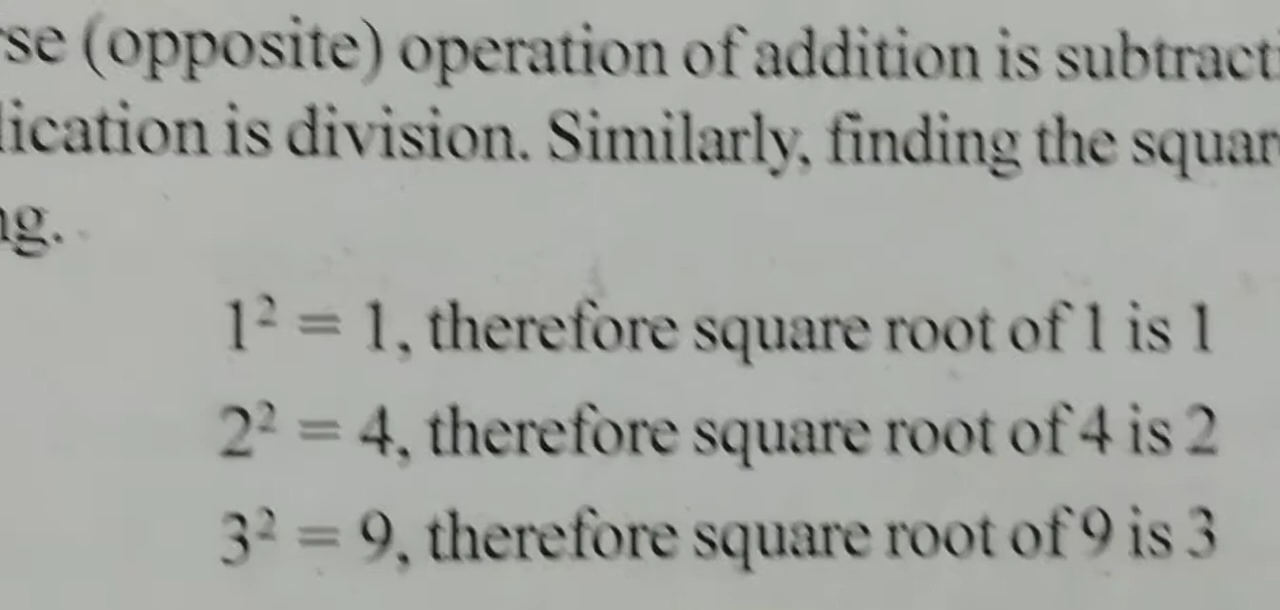 se (opposite) operation of addition is subtracti
lication is division. Similarly, finding the squar
ng.
1² = 1, therefore square root of 1 is 1
2² = 4, therefore square root of 4 is 2
3² = 9, therefore square root of 9 is 3